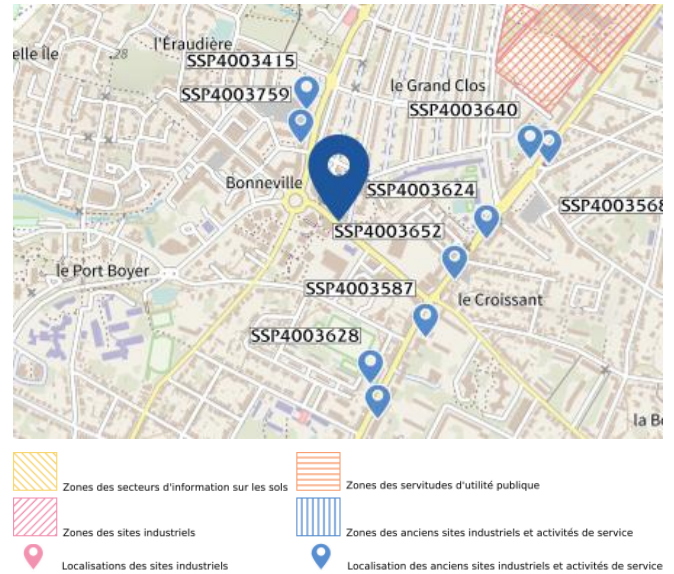 l'Éraudière
elle Île
28
SSP4003415
le Grand Clos
SSP4003759
SSP4003640
Bonneville
SSP4003624
SSP4003568
SSP4003652
le Port Boyer
SSP4003587
le Croissant
SSP4003628
la B
Zones des secteurs d'information sur les sols
Zones des servitudes d'utilité publique
Zones des sites industriels
Zones des anciens sites industriels et activités de service
Localisations des sites industriels
Localisation des anciens sites industriels et activités de service